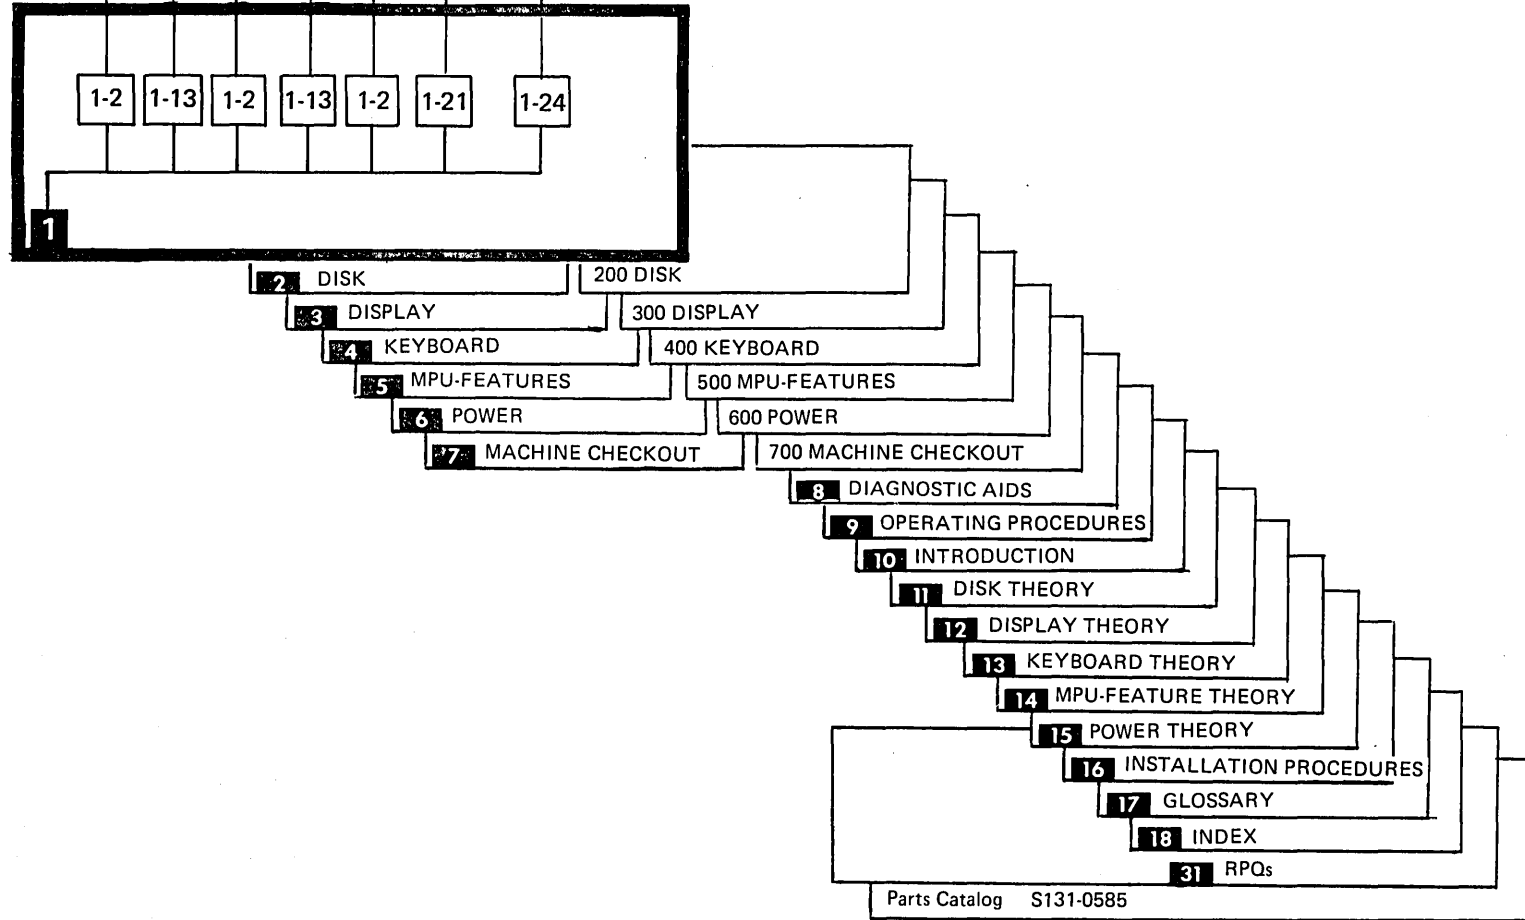 1-2 1-13 1-2 1-13 1-2 1-21 1-24
1
2 DISK 200 DISK
3 DISPLAY 300 DISPLAY
4 KEYBOARD 400 KEYBOARD
5 MPU-FEATURES 500 MPU-FEATURES
6 POWER 600 POWER
7 MACHINE CHECKOUT 700 MACHINE CHECKOUT
8 DIAGNOSTIC AIDS
9 OPERATING PROCEDURES
10 INTRODUCTION
11 DISK THEORY
12 DISPLAY THEORY
13 KEYBOARD THEORY
14 MPU-FEATURE THEORY
15 POWER THEORY
16 INSTALLATION PROCEDURES
17 GLOSSARY
18 INDEX
31 RPQs
Parts Catalog S131-0585